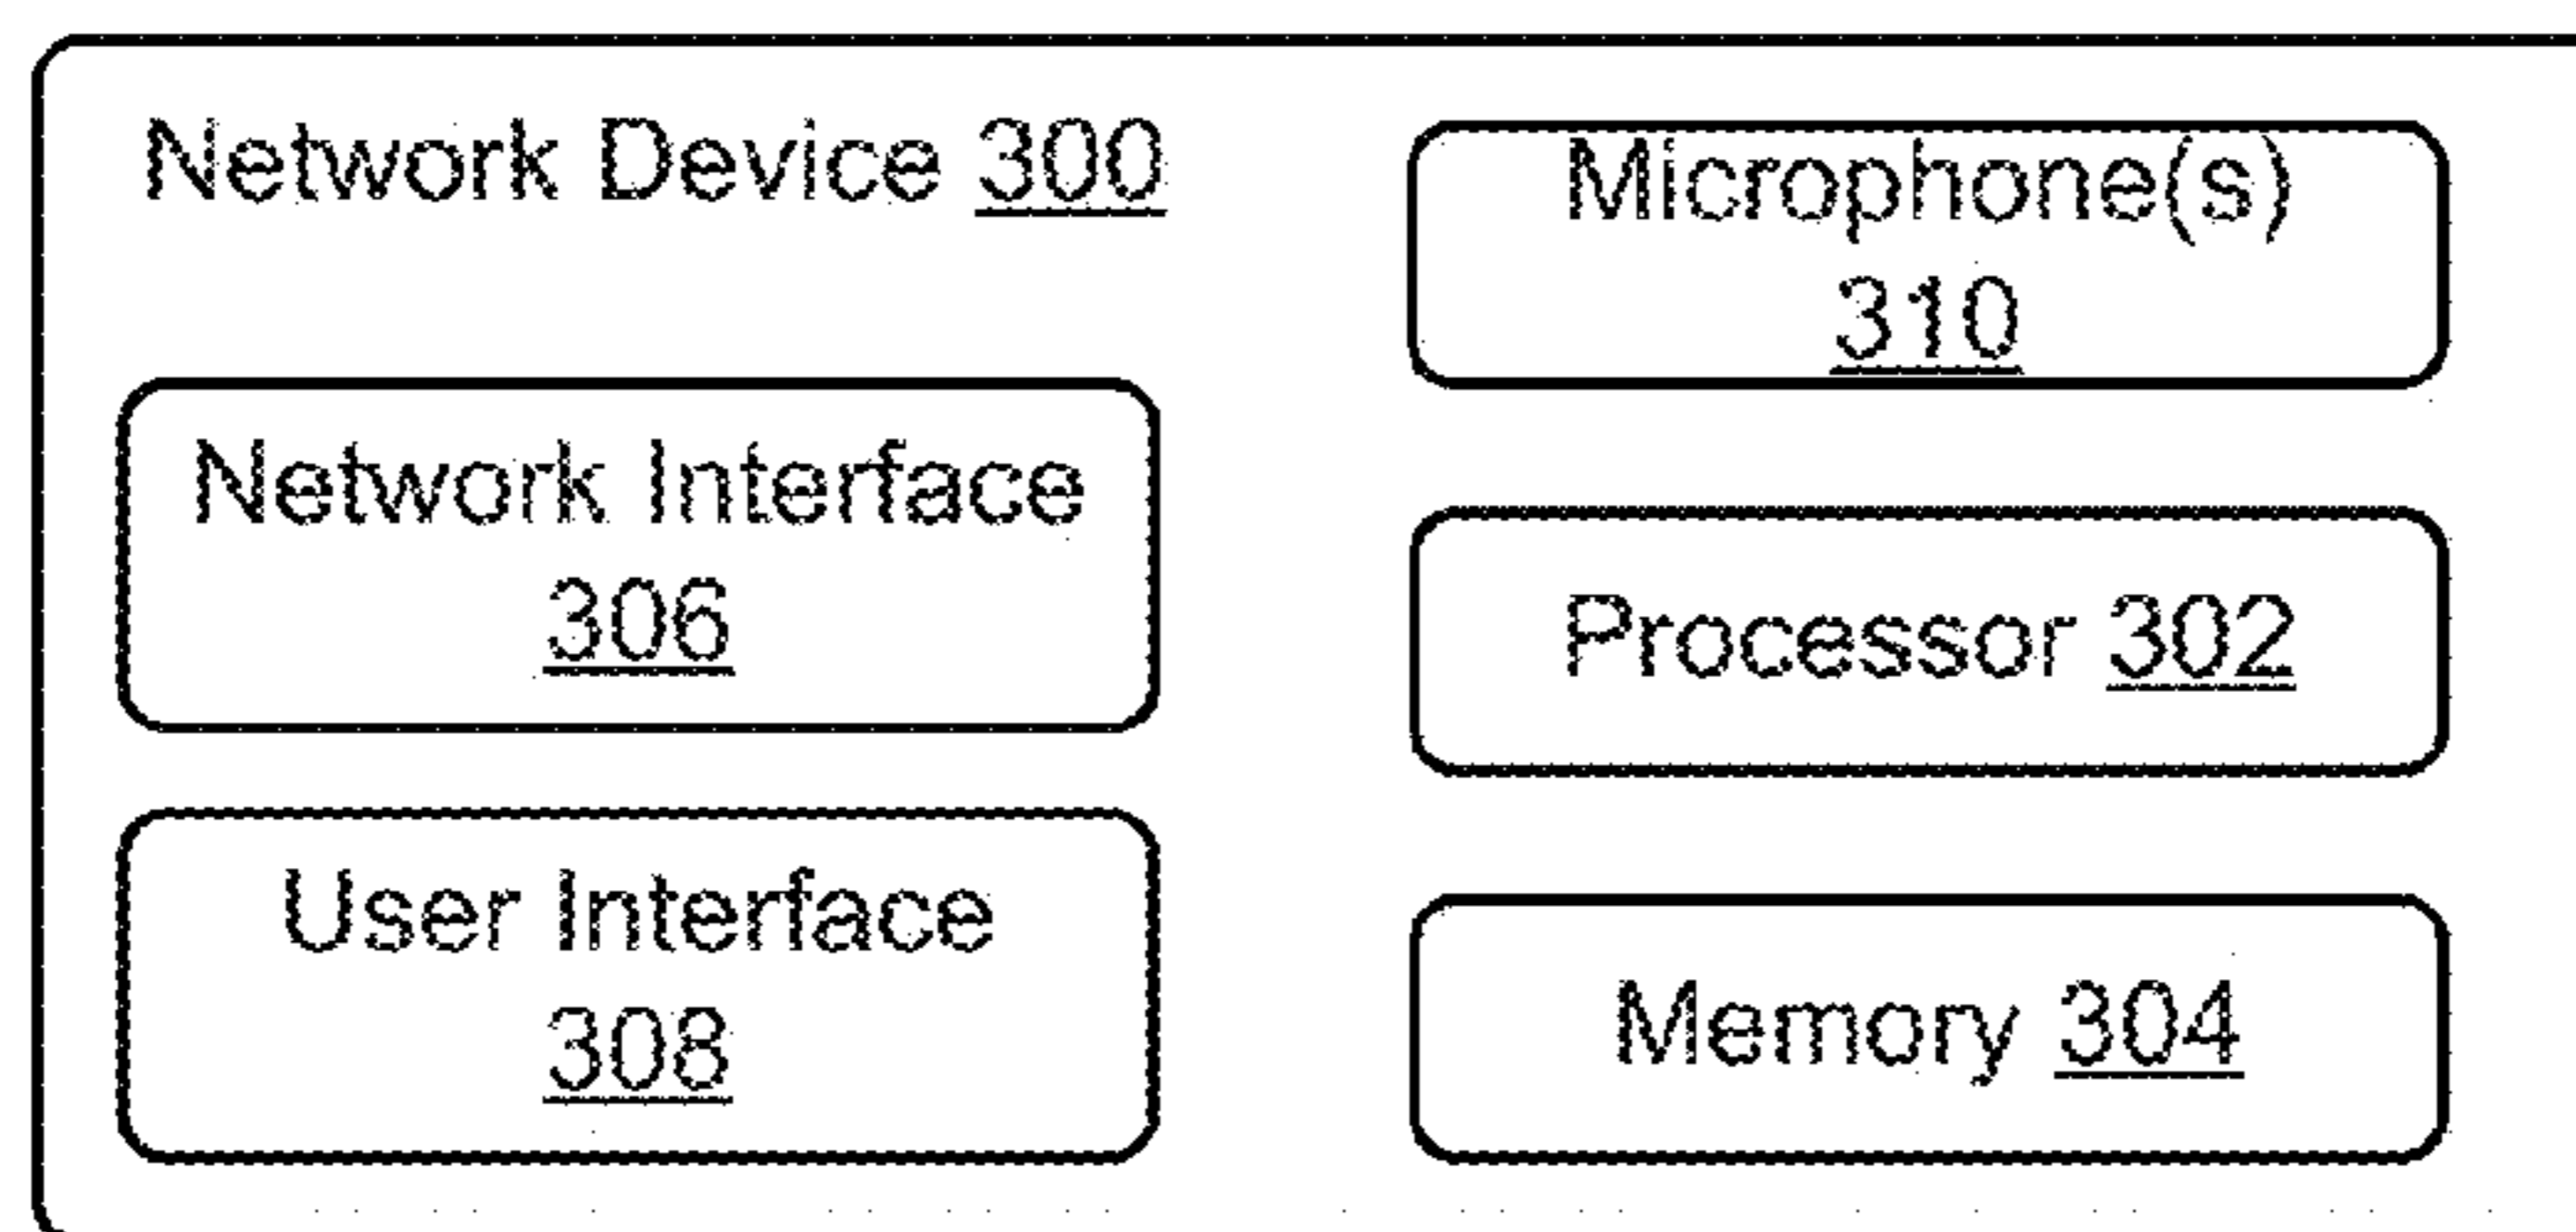 Network Device 300
Network Interface
306
User Interface
308
Microphone(s)
310
Processor 302
Memory 304